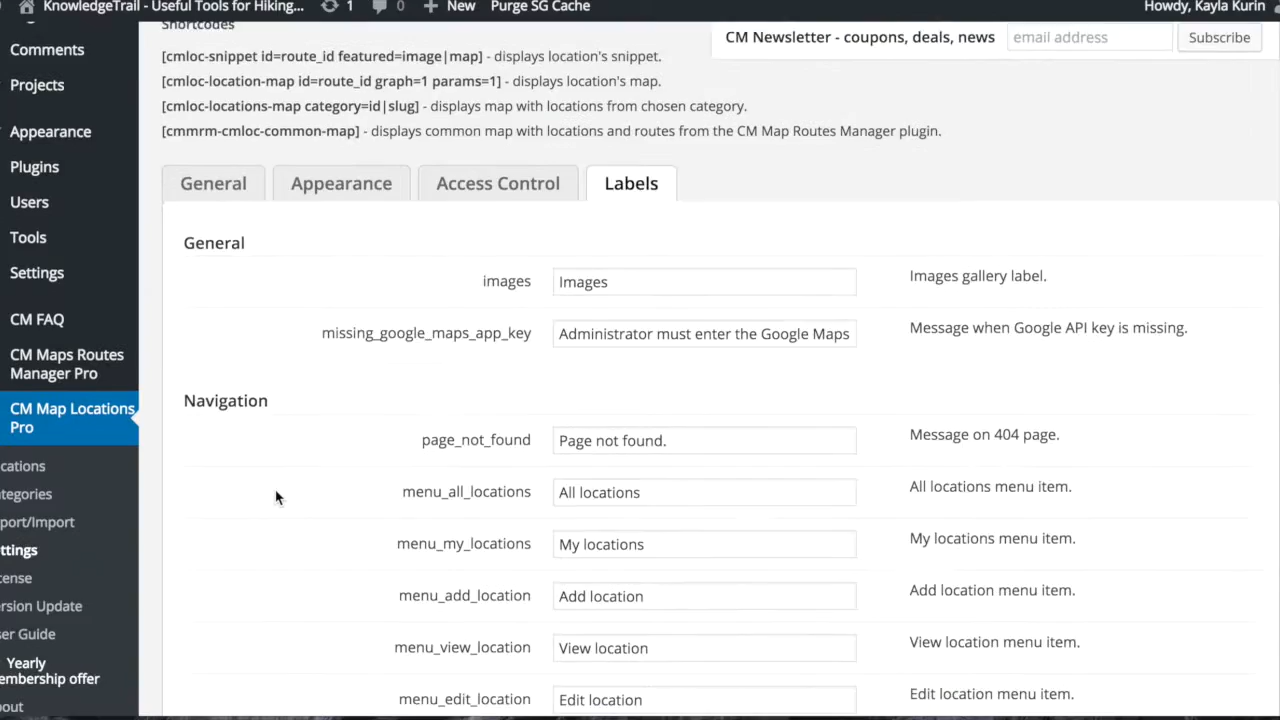 KnowledgeTrail - Useful Tools for Hiking... 1 0 New Purge SG Cache Howdy, Kayla Kurin
Shortcodes
CM Newsletter - coupons, deals, news email address Subscribe
[cmloc-snippet id=route_id featured=image|map] - displays location's snippet.
[cmloc-location-map id=route_id graph=1 params=1] - displays location's map.
[cmloc-locations-map category=id|slug] - displays map with locations from chosen category.
[cmmrm-cmloc-common-map] - displays common map with locations and routes from the CM Map Routes Manager plugin.
Comments
Projects
Appearance
Plugins
Users
Tools
Settings
CM FAQ
CM Maps Routes
Manager Pro
CM Map Locations
Pro
cations
ategories
port/Import
ttings
ense
ersion Update
er Guide
Yearly
embership offer
pout
General Appearance Access Control Labels
General
images Images Images gallery label.
missing_google_maps_app_key Administrator must enter the Google Maps Message when Google API key is missing.
Navigation
page_not_found Page not found. Message on 404 page.
menu_all_locations All locations All locations menu item.
menu_my_locations My locations My locations menu item.
menu_add_location Add location Add location menu item.
menu_view_location View location View location menu item.
menu_edit_location Edit location Edit location menu item.